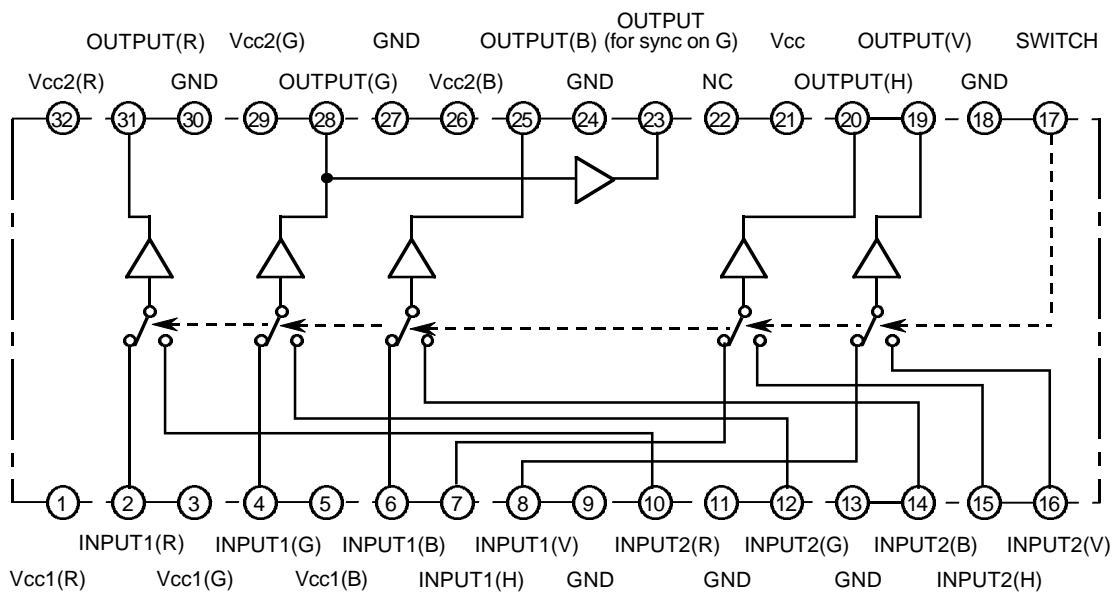 OUTPUT
OUTPUT(R) Vcc2(G) GND OUTPUT(B) (for sync on G) Vcc OUTPUT(V) SWITCH
Vcc2(R) GND OUTPUT(G) Vcc2(B) GND NC OUTPUT(H) GND
32 31 30 29 28 27 26 25 24 23 22 21 20 19 18 17
1 2 3 4 5 6 7 8 9 10 11 12 13 14 15 16
INPUT1(R) INPUT1(G) INPUT1(B) INPUT1(V) INPUT2(R) INPUT2(G) INPUT2(B) INPUT2(V)
Vcc1(R) Vcc1(G) Vcc1(B) INPUT1(H) GND GND GND INPUT2(H)